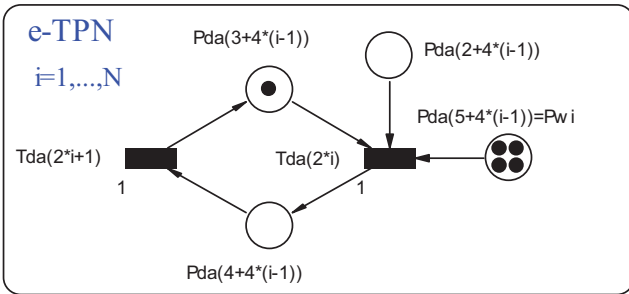 e-TPN
i=1,...,N
Pda(3+4*(i-1))
Pda(2+4*(i-1))
Pda(5+4*(i-1))=Pwi
Tda(2*i+1)
Tda(2*i)
1
1
Pda(4+4*(i-1))